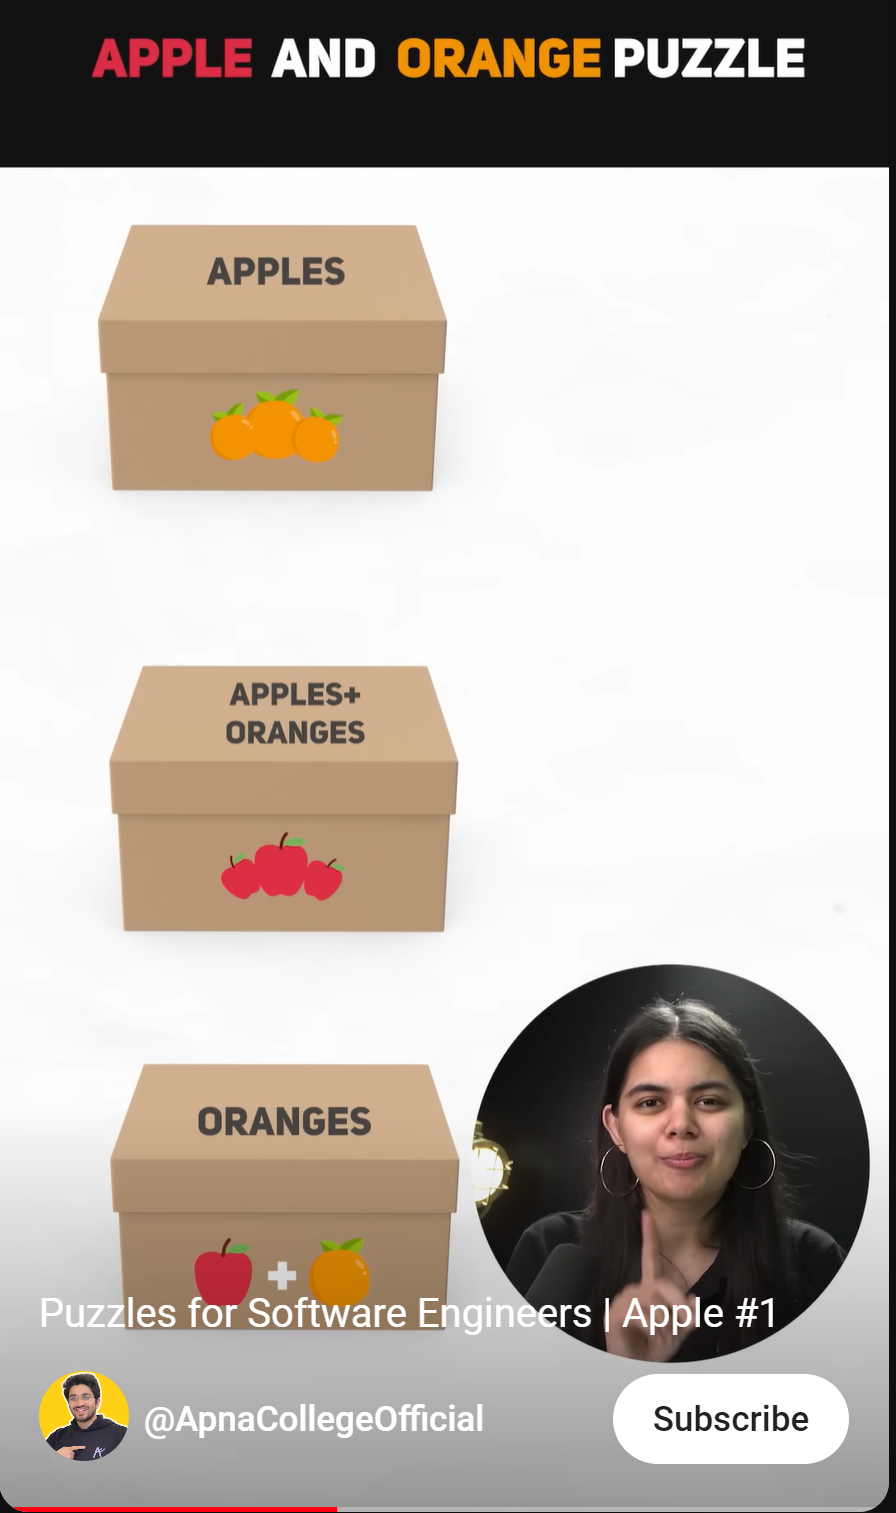 APPLE AND ORANGE PUZZLE
APPLES
APPLES+
ORANGES
ORANGES
Puzzles for Software Engineers | Apple #1
@ApnaCollegeOfficial
Subscribe